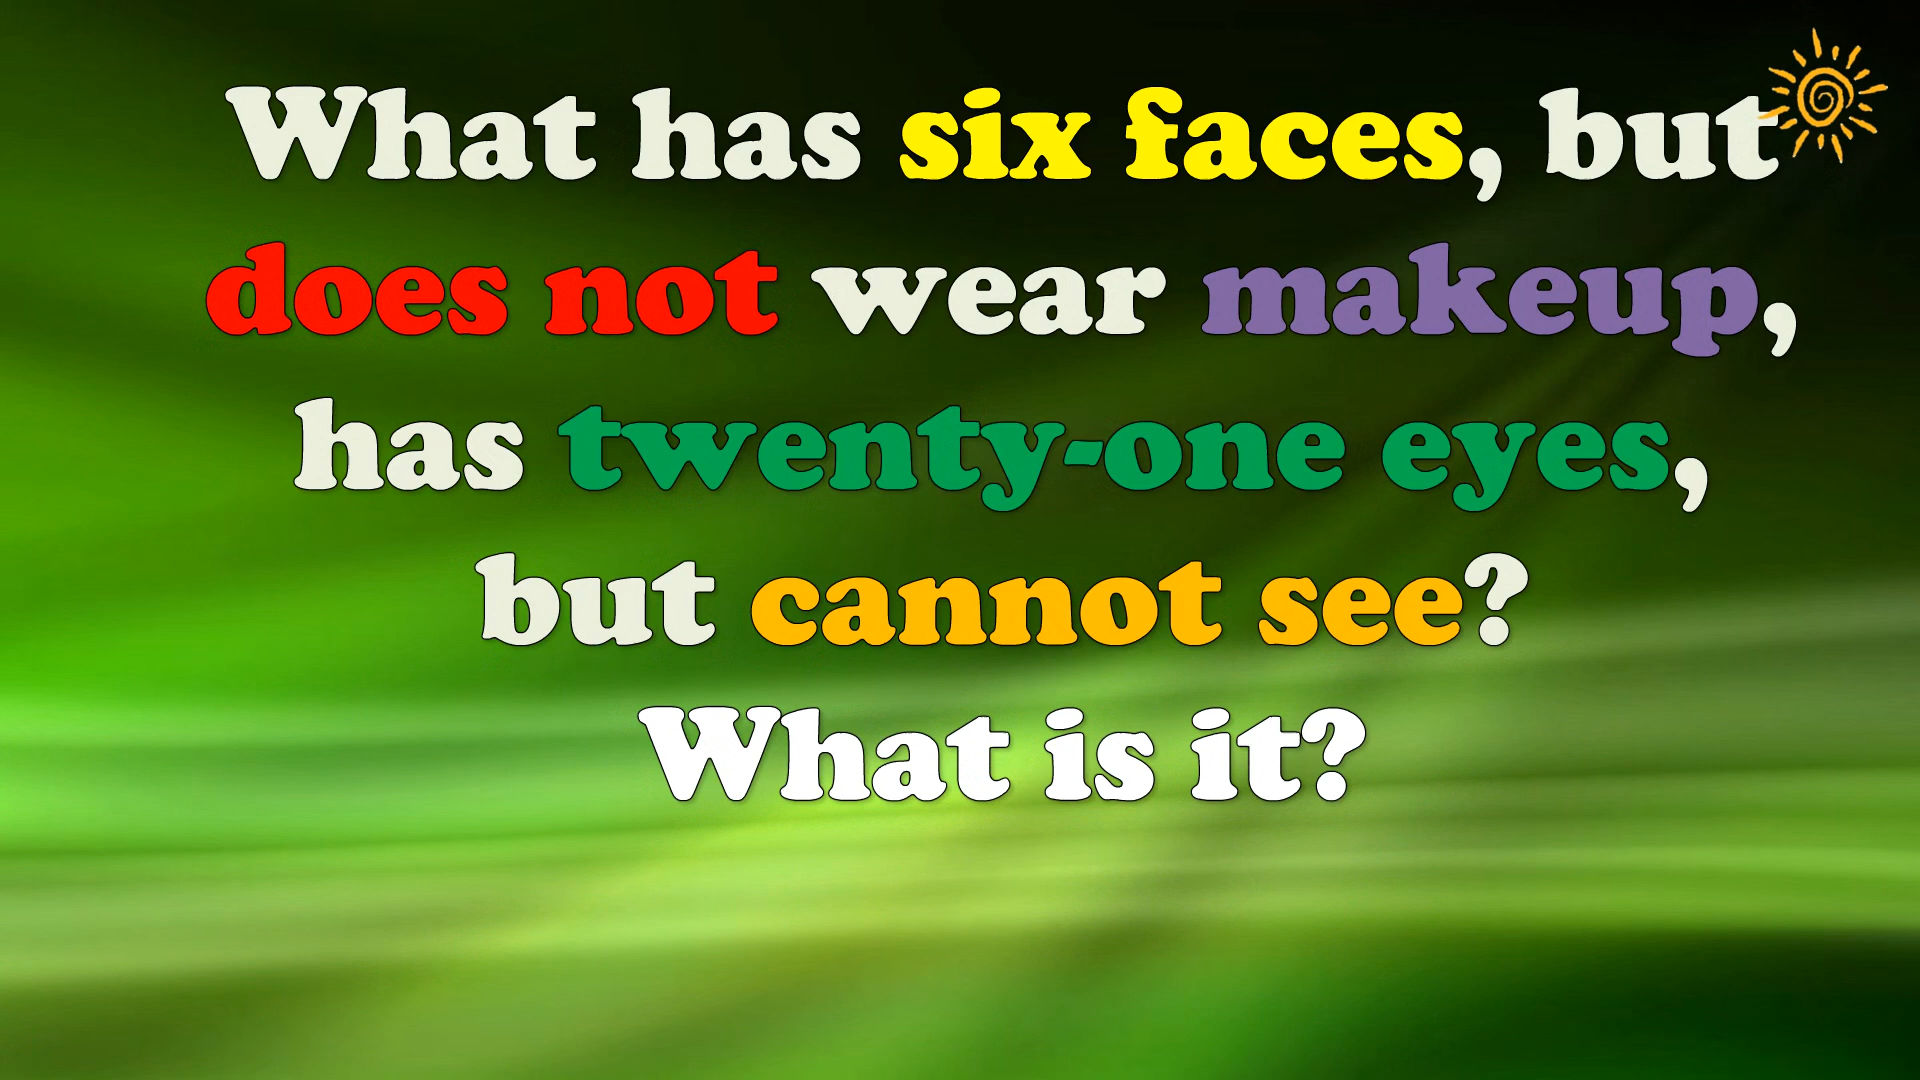 What has six faces, but
does not wear makeup,
has twenty-one eyes,
but cannot see?
What is it?